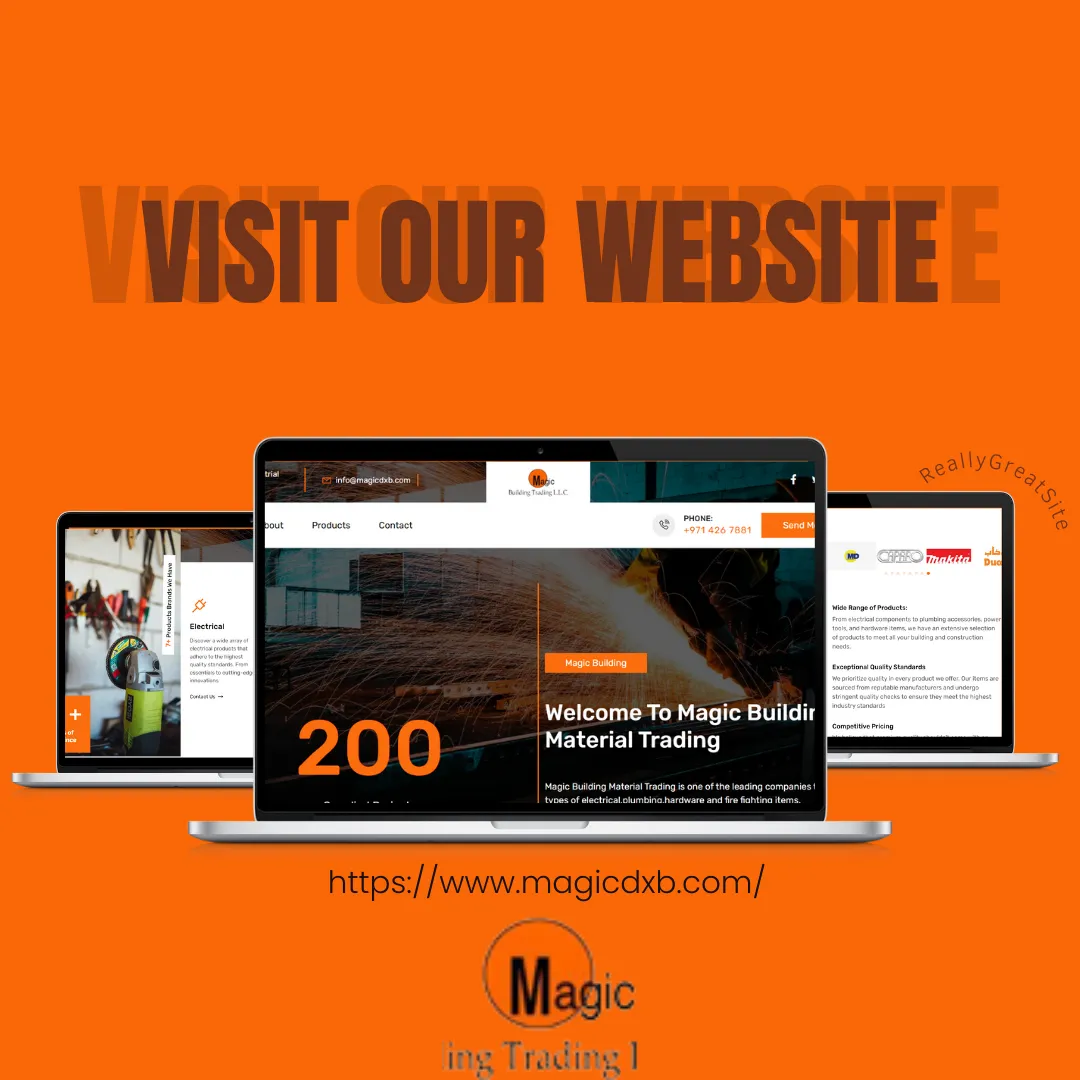 VISIT OUR WEBSITE
ReallyGreatSite
trial
info@magicdxb.com
Magic
Building Trading L.L.C
bout
Products
Contact
PHONE:
+971 426 7881
Send M
Magic Building
Welcome To Magic Buildin
Material Trading
200
Magic Building Material Trading is one of the leading companies
types of electrical,plumbing,hardware and fire fighting items.
7+ Products Brands We Have
Electrical
Discover a wide array of
electrical products that
adhere to the highest
quality standards. From
essentials to cutting-edge
innovations
Contact Us →
+
s of
ence
MD
CAPARO
makita
خاب
Duc
Wide Range of Products:
From electrical components to plumbing accessories, power
tools, and hardware items, we have an extensive selection
of products to meet all your building and construction
needs.
Exceptional Quality Standards
We prioritize quality in every product we offer. Our items are
sourced from reputable manufacturers and undergo
stringent quality checks to ensure they meet the highest
industry standards
Competitive Pricing
https://www.magicdxb.com/
Magic
ing Trading